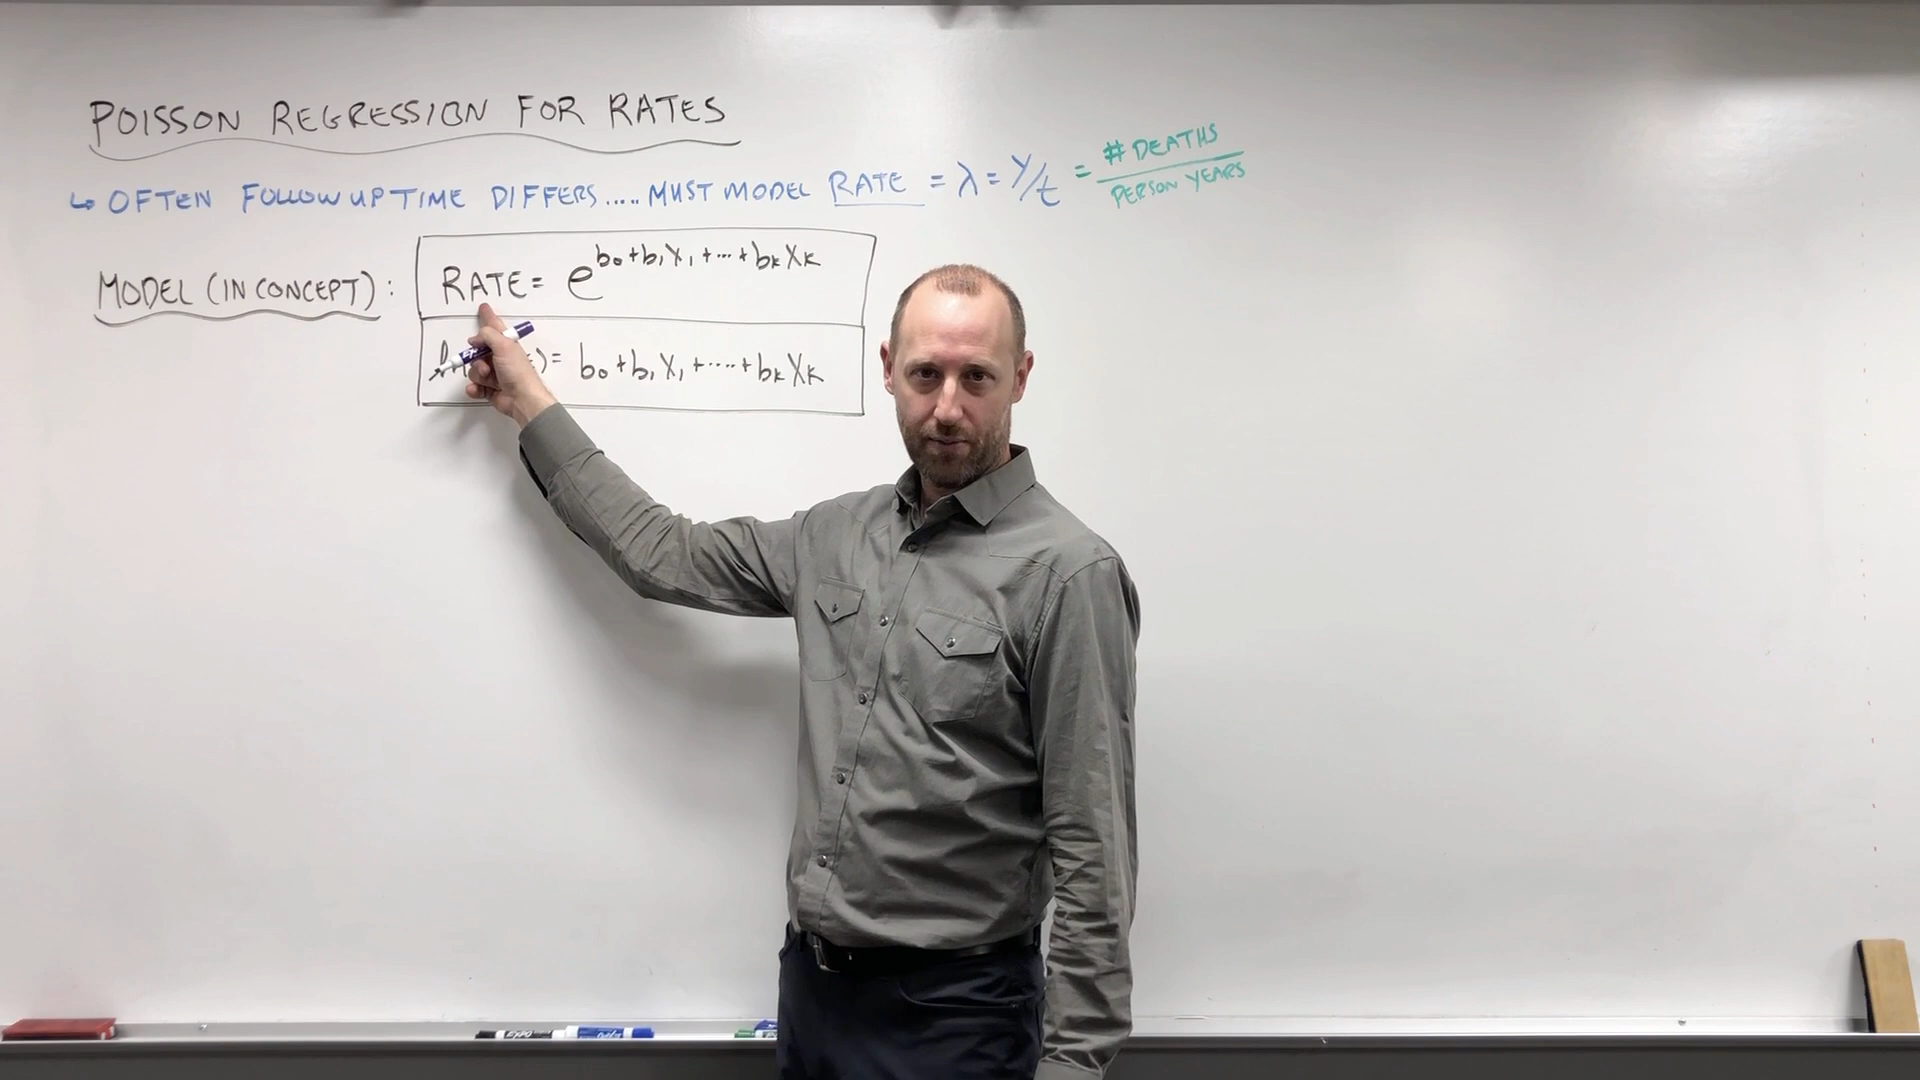 POISSON REGRESSION FOR RATES
↳ OFTEN FOLLOW UP TIME DIFFERS..... MUST MODEL RATE = λ = Y/t = # DEATHS / PERSON YEARS
MODEL (IN CONCEPT): RATE = e^{b₀+b₁X₁+...+bₖXₖ}
) = b₀+b₁X₁+....+bₖXₖ
EXPO